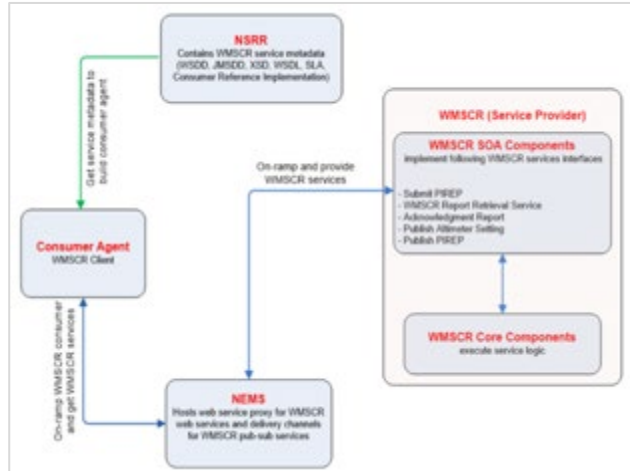 NSRR
Contains WMSCR service metadata
(WSDD, JMSDD, XSD, WSDL, SLA,
Consumer Reference Implementation)
Get service metadata to
build consumer agent
WMSCR (Service Provider)
WMSCR SOA Components
implement following WMSCR services interfaces
- Submit PIREP
- WMSCR Report Retrieval Service
- Acknowledgment Report
- Publish Altimeter Setting
- Publish PIREP
On-ramp and provide
WMSCR services
Consumer Agent
WMSCR Client
WMSCR Core Components
execute service logic
On-ramp WMSCR consumer
and get WMSCR services
NEMS
Hosts web service proxy for WMSCR
web services and delivery channels
for WMSCR pub-sub services